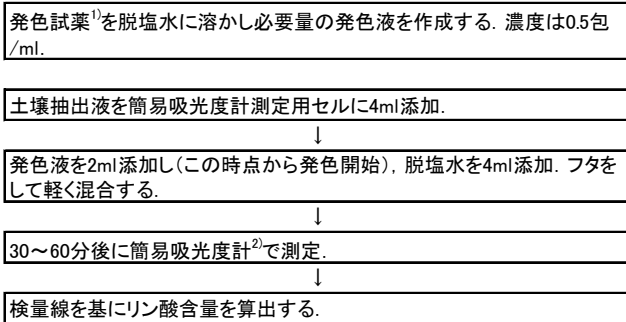 発色試薬1)を脱塩水に溶かし必要量の発色液を作成する．濃度は0.5包
/ml.
土壌抽出液を簡易吸光度計測定用セルに4ml添加．
↓
発色液を2ml添加し（この時点から発色開始），脱塩水を4ml添加．フタを
して軽く混合する．
↓
30～60分後に簡易吸光度計2)で測定．
↓
検量線を基にリン酸含量を算出する．